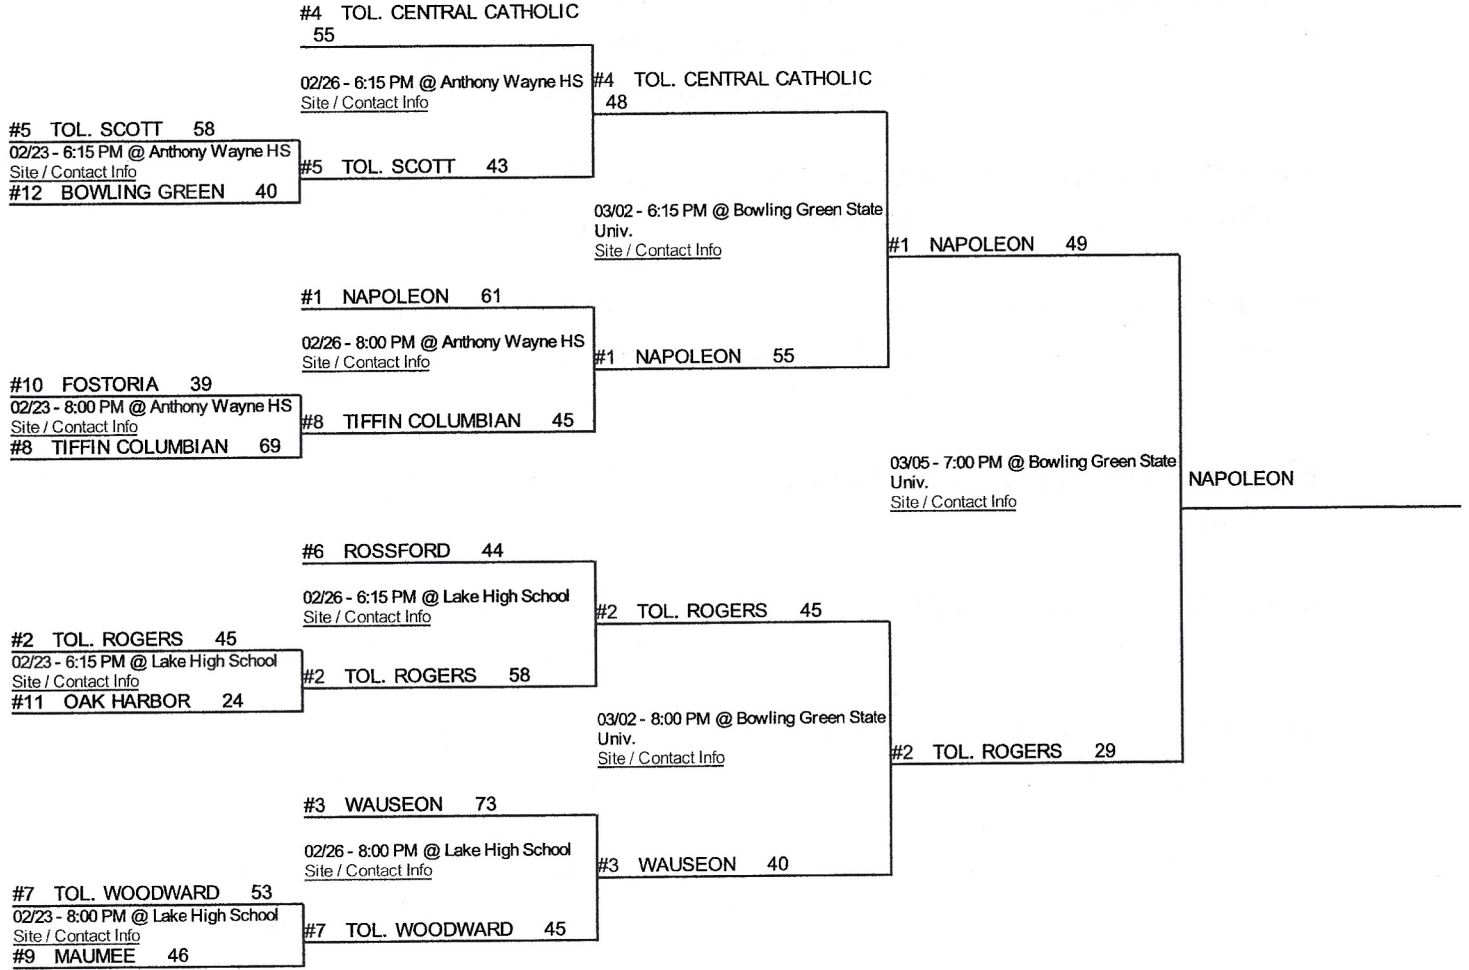 #4 TOL. CENTRAL CATHOLIC
55
02/26 - 6:15 PM @ Anthony Wayne HS
Site / Contact Info
#4 TOL. CENTRAL CATHOLIC
48
#5 TOL. SCOTT 58
02/23 - 6:15 PM @ Anthony Wayne HS
Site / Contact Info
#12 BOWLING GREEN 40
#5 TOL. SCOTT 43
03/02 - 6:15 PM @ Bowling Green State
Univ.
Site / Contact Info
#1 NAPOLEON 49
#1 NAPOLEON 61
02/26 - 8:00 PM @ Anthony Wayne HS
Site / Contact Info
#1 NAPOLEON 55
#10 FOSTORIA 39
02/23 - 8:00 PM @ Anthony Wayne HS
Site / Contact Info
#8 TIFFIN COLUMBIAN 69
#8 TIFFIN COLUMBIAN 45
03/05 - 7:00 PM @ Bowling Green State
Univ.
Site / Contact Info
NAPOLEON
#6 ROSSFORD 44
02/26 - 6:15 PM @ Lake High School
Site / Contact Info
#2 TOL. ROGERS 45
#2 TOL. ROGERS 45
02/23 - 6:15 PM @ Lake High School
Site / Contact Info
#11 OAK HARBOR 24
#2 TOL. ROGERS 58
03/02 - 8:00 PM @ Bowling Green State
Univ.
Site / Contact Info
#2 TOL. ROGERS 29
#3 WAUSEON 73
02/26 - 8:00 PM @ Lake High School
Site / Contact Info
#3 WAUSEON 40
#7 TOL. WOODWARD 53
02/23 - 8:00 PM @ Lake High School
Site / Contact Info
#9 MAUMEE 46
#7 TOL. WOODWARD 45